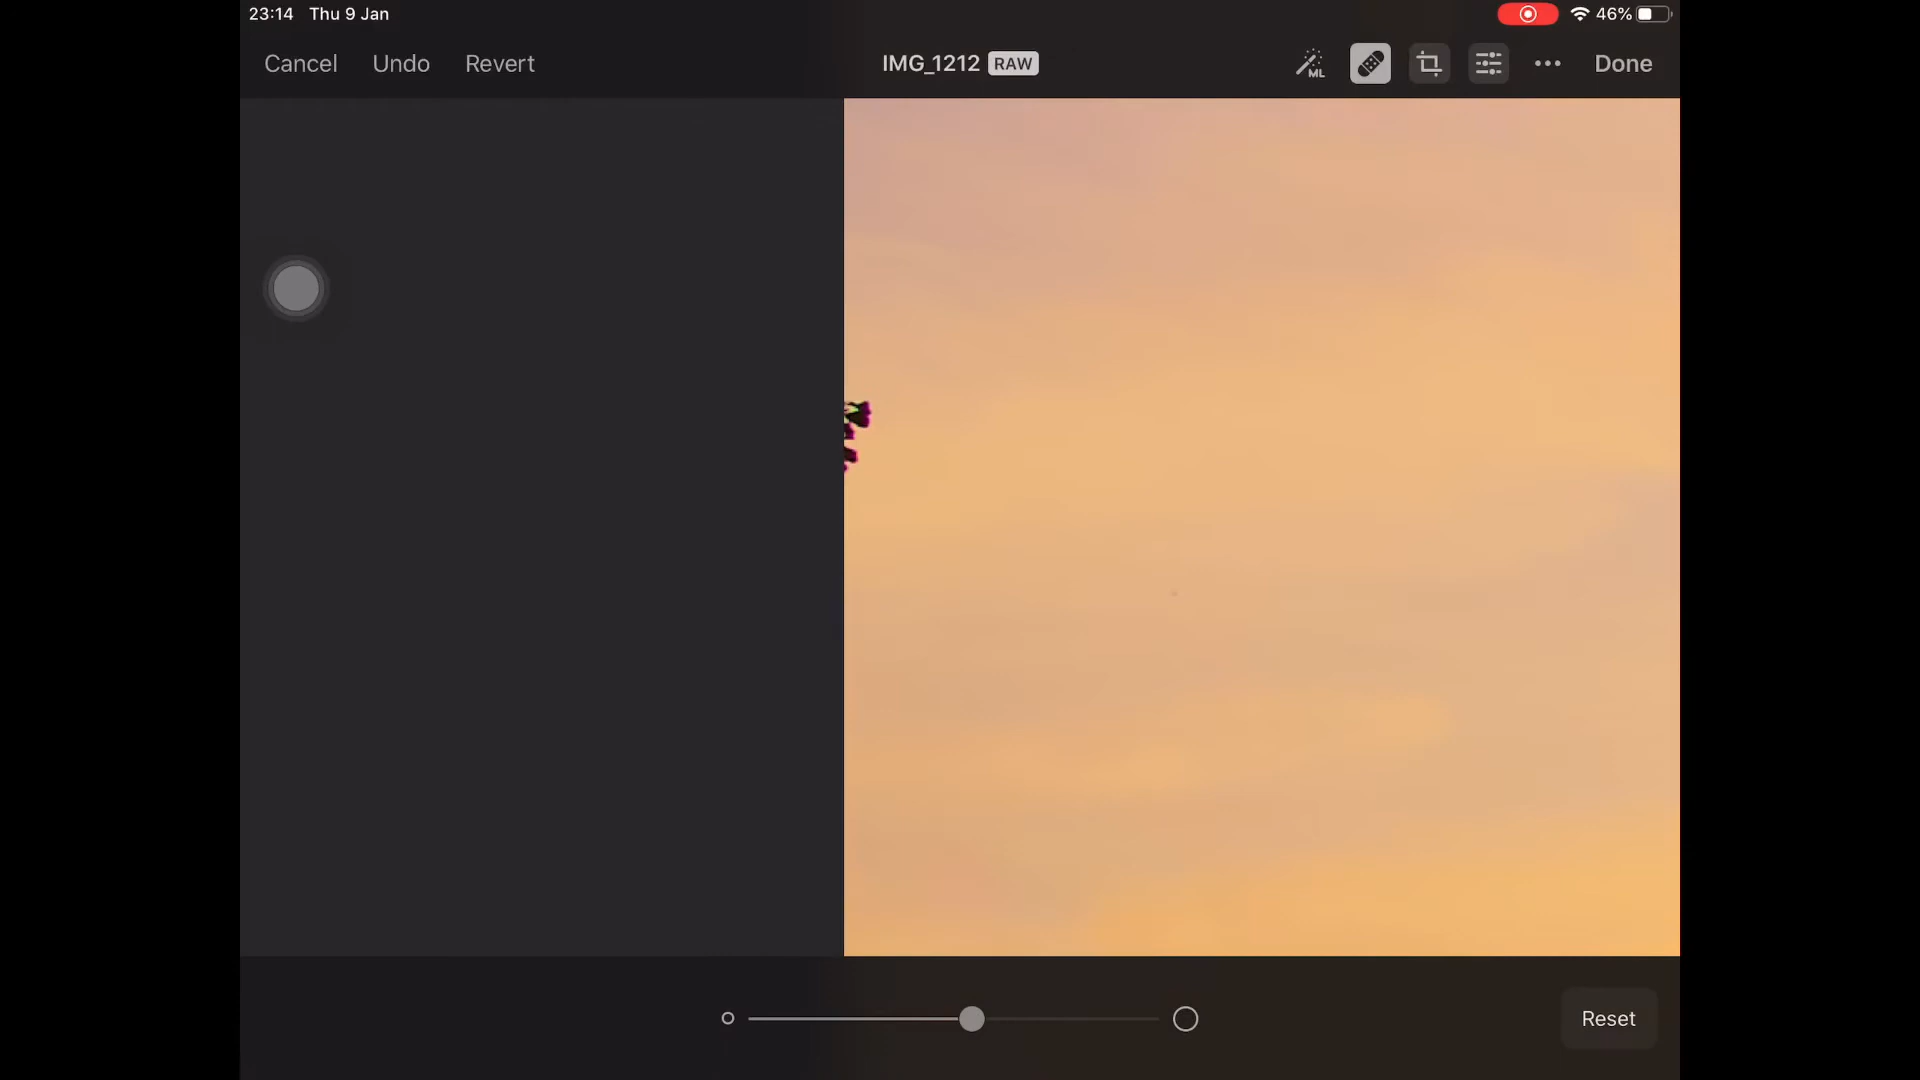 23:14 Thu 9 Jan 46%
Cancel Undo Revert IMG_1212 RAW ML Done
Reset